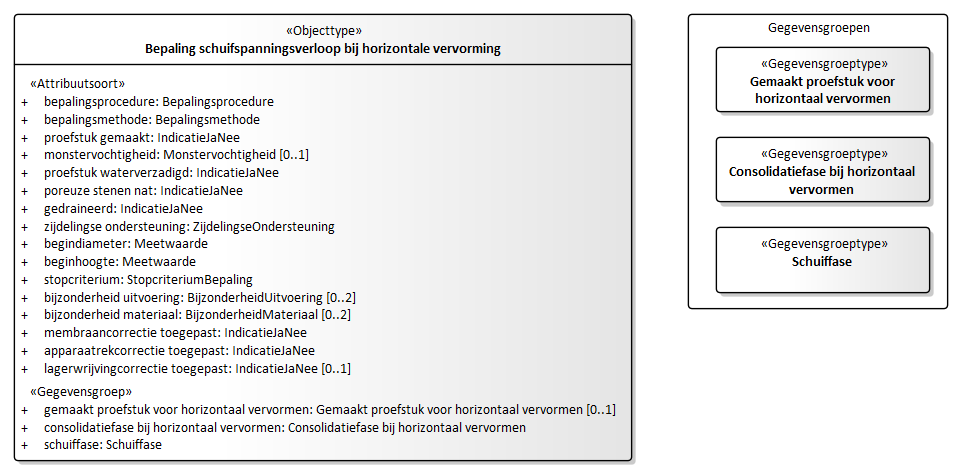 «Objecttype»
Bepaling schuifspanningsverloop bij horizontale vervorming
«Attribuutsoort»
+ bepalingsprocedure: Bepalingsprocedure
+ bepalingsmethode: Bepalingsmethode
+ proefstuk gemaakt: IndicatieJaNee
+ monstervochtigheid: Monstervochtigheid [0..1]
+ proefstuk waterverzadigd: IndicatieJaNee
+ poreuze stenen nat: IndicatieJaNee
+ gedraineerd: IndicatieJaNee
+ zijdelingse ondersteuning: ZijdelingseOndersteuning
+ begindiameter: Meetwaarde
+ beginhoogte: Meetwaarde
+ stopcriterium: StopcriteriumBepaling
+ bijzonderheid uitvoering: BijzonderheidUitvoering [0..2]
+ bijzonderheid materiaal: BijzonderheidMateriaal [0..2]
+ membraancorrectie toegepast: IndicatieJaNee
+ apparaatrekcorrectie toegepast: IndicatieJaNee
+ lagerwrijvingcorrectie toegepast: IndicatieJaNee [0..1]
«Gegevensgroep»
+ gemaakt proefstuk voor horizontaal vervormen: Gemaakt proefstuk voor horizontaal vervormen [0..1]
+ consolidatiefase bij horizontaal vervormen: Consolidatiefase bij horizontaal vervormen
+ schuiffase: Schuiffase
Gegevensgroepen
«Gegevensgroeptype»
Gemaakt proefstuk voor
horizontaal vervormen
«Gegevensgroeptype»
Consolidatiefase bij horizontaal
vervormen
«Gegevensgroeptype»
Schuiffase